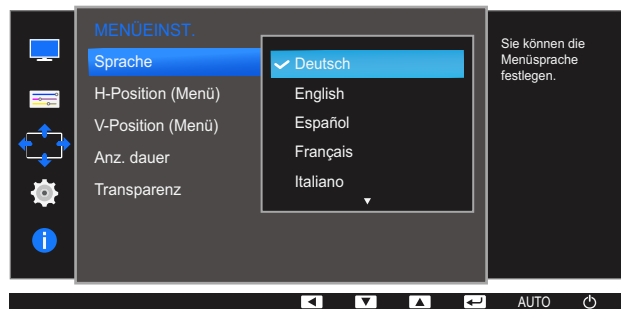 MENÜEINST.
Sprache
H-Position (Menü)
V-Position (Menü)
Anz. dauer
Transparenz
Deutsch
English
Español
Français
Italiano
Sie können die
Menüsprache
festlegen.
AUTO